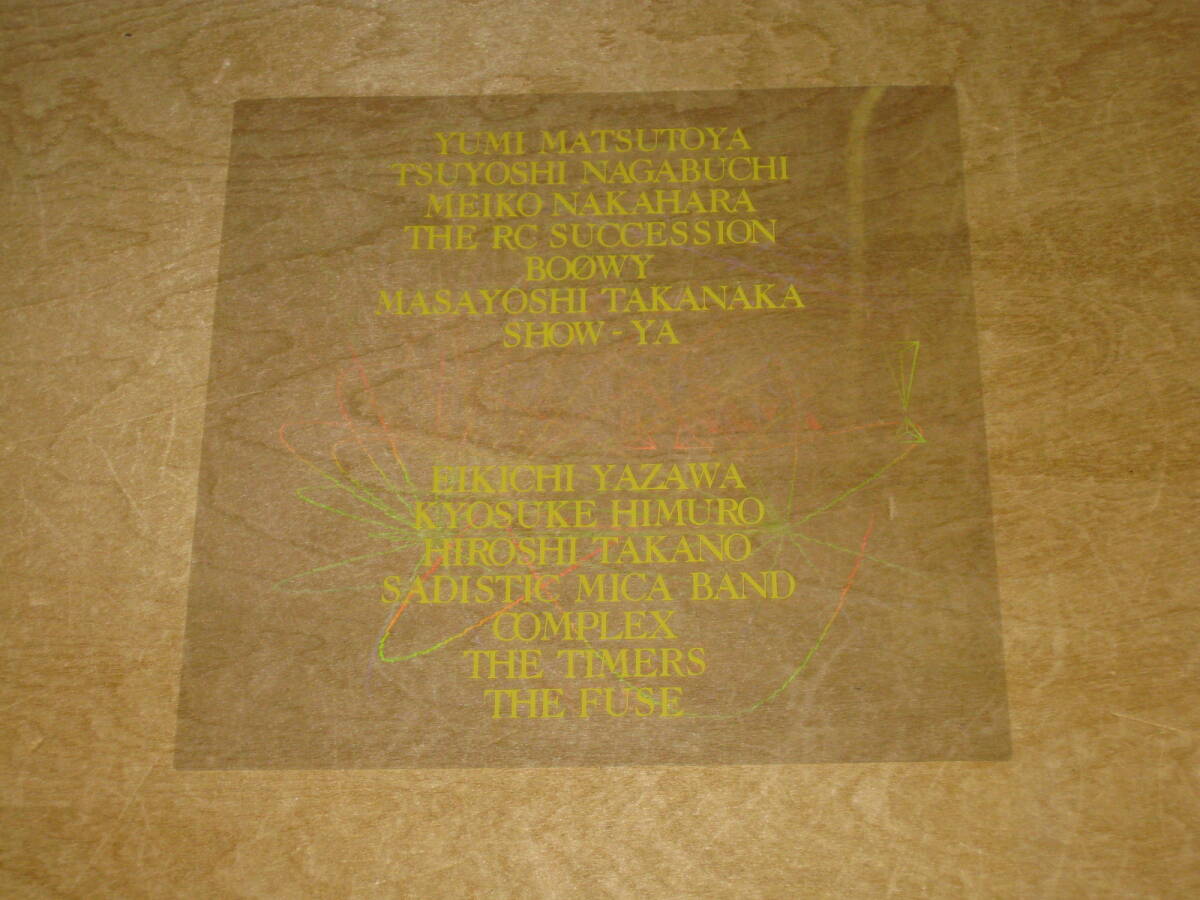 YUMI MATSUTOYA
TSUYOSHI NAGABUCHI
MEIKO NAKAHARA
THE RC SUCCESSION
BOØWY
MASAYOSHI TAKANAKA
SHOW-YA
EIKICHI YAZAWA
KYOSUKE HIMURO
HIROSHI TAKANO
SADISTIC MICA BAND
COMPLEX
THE TIMERS
THE FUSE